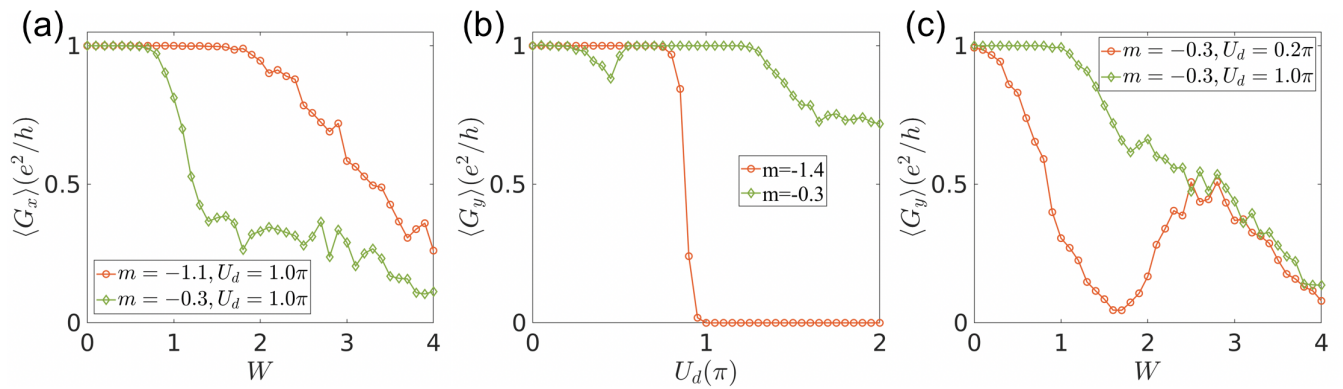 (a)
1
0.5
0
0
1
2
3
4
⟨G_x⟩(e²/h)
W
m = −1.1, U_d = 1.0π
m = −0.3, U_d = 1.0π
(b)
1
0.5
0
0
1
2
⟨G_y⟩(e²/h)
U_d(π)
m=-1.4
m=-0.3
(c)
1
0.5
0
0
1
2
3
4
⟨G_y⟩(e²/h)
W
m = −0.3, U_d = 0.2π
m = −0.3, U_d = 1.0π